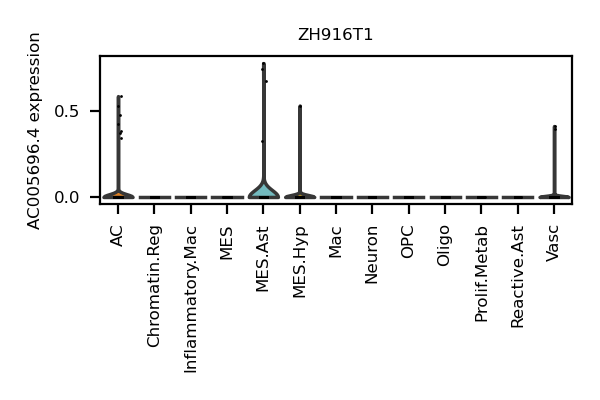 ZH916T1
AC005696.4 expression
0.5
0.0
AC
Chromatin.Reg
Inflammatory.Mac
MES
MES.Ast
MES.Hyp
Mac
Neuron
OPC
Oligo
Prolif.Metab
Reactive.Ast
Vasc